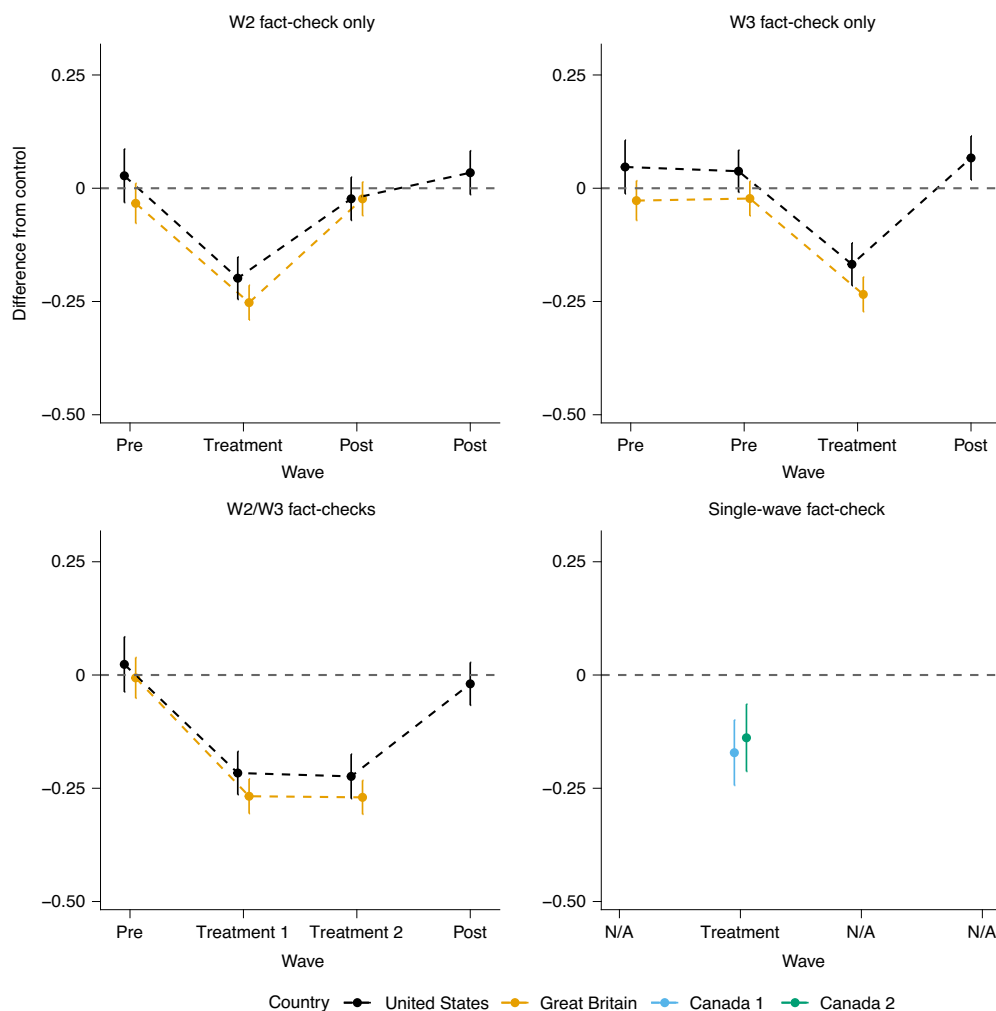 W2 fact-check only
W3 fact-check only
Difference from control
0.25
0
−0.25
−0.50
Pre Treatment Post Post
Wave
0.25
0
−0.25
−0.50
Pre Pre Treatment Post
Wave
W2/W3 fact-checks
Single-wave fact-check
0.25
0
−0.25
−0.50
Pre Treatment 1 Treatment 2 Post
Wave
0.25
0
−0.25
−0.50
N/A Treatment N/A N/A
Wave
Country United States Great Britain Canada 1 Canada 2